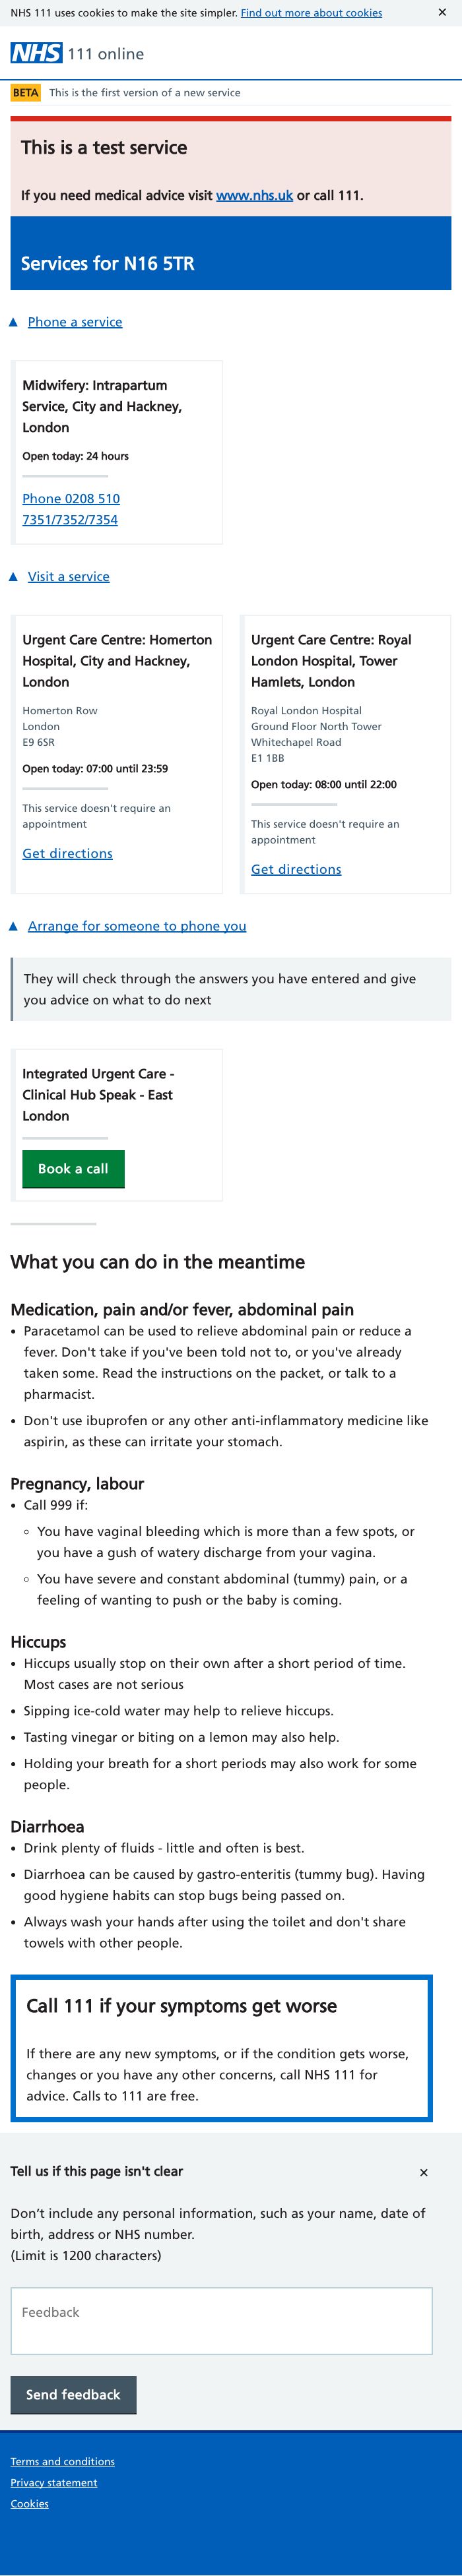 NHS 111 uses cookies to make the site simpler. Find out more about cookies ✕
NHS 111 online
BETA This is the first version of a new service
This is a test service
If you need medical advice visit www.nhs.uk or call 111.
Services for N16 5TR
Phone a service
Midwifery: Intrapartum
Service, City and Hackney,
London
Open today: 24 hours
Phone 0208 510
7351/7352/7354
Visit a service
Urgent Care Centre: Homerton
Hospital, City and Hackney,
London
Homerton Row
London
E9 6SR
Open today: 07:00 until 23:59
This service doesn't require an
appointment
Get directions
Urgent Care Centre: Royal
London Hospital, Tower
Hamlets, London
Royal London Hospital
Ground Floor North Tower
Whitechapel Road
E1 1BB
Open today: 08:00 until 22:00
This service doesn't require an
appointment
Get directions
Arrange for someone to phone you
They will check through the answers you have entered and give
you advice on what to do next
Integrated Urgent Care -
Clinical Hub Speak - East
London
Book a call
What you can do in the meantime
Medication, pain and/or fever, abdominal pain
• Paracetamol can be used to relieve abdominal pain or reduce a
fever. Don't take if you've been told not to, or you've already
taken some. Read the instructions on the packet, or talk to a
pharmacist.
• Don't use ibuprofen or any other anti-inflammatory medicine like
aspirin, as these can irritate your stomach.
Pregnancy, labour
• Call 999 if:
◦ You have vaginal bleeding which is more than a few spots, or
you have a gush of watery discharge from your vagina.
◦ You have severe and constant abdominal (tummy) pain, or a
feeling of wanting to push or the baby is coming.
Hiccups
• Hiccups usually stop on their own after a short period of time.
Most cases are not serious
• Sipping ice-cold water may help to relieve hiccups.
• Tasting vinegar or biting on a lemon may also help.
• Holding your breath for a short periods may also work for some
people.
Diarrhoea
• Drink plenty of fluids - little and often is best.
• Diarrhoea can be caused by gastro-enteritis (tummy bug). Having
good hygiene habits can stop bugs being passed on.
• Always wash your hands after using the toilet and don't share
towels with other people.
Call 111 if your symptoms get worse
If there are any new symptoms, or if the condition gets worse,
changes or you have any other concerns, call NHS 111 for
advice. Calls to 111 are free.
Tell us if this page isn't clear ✕
Don’t include any personal information, such as your name, date of
birth, address or NHS number.
(Limit is 1200 characters)
Feedback
Send feedback
Terms and conditions
Privacy statement
Cookies